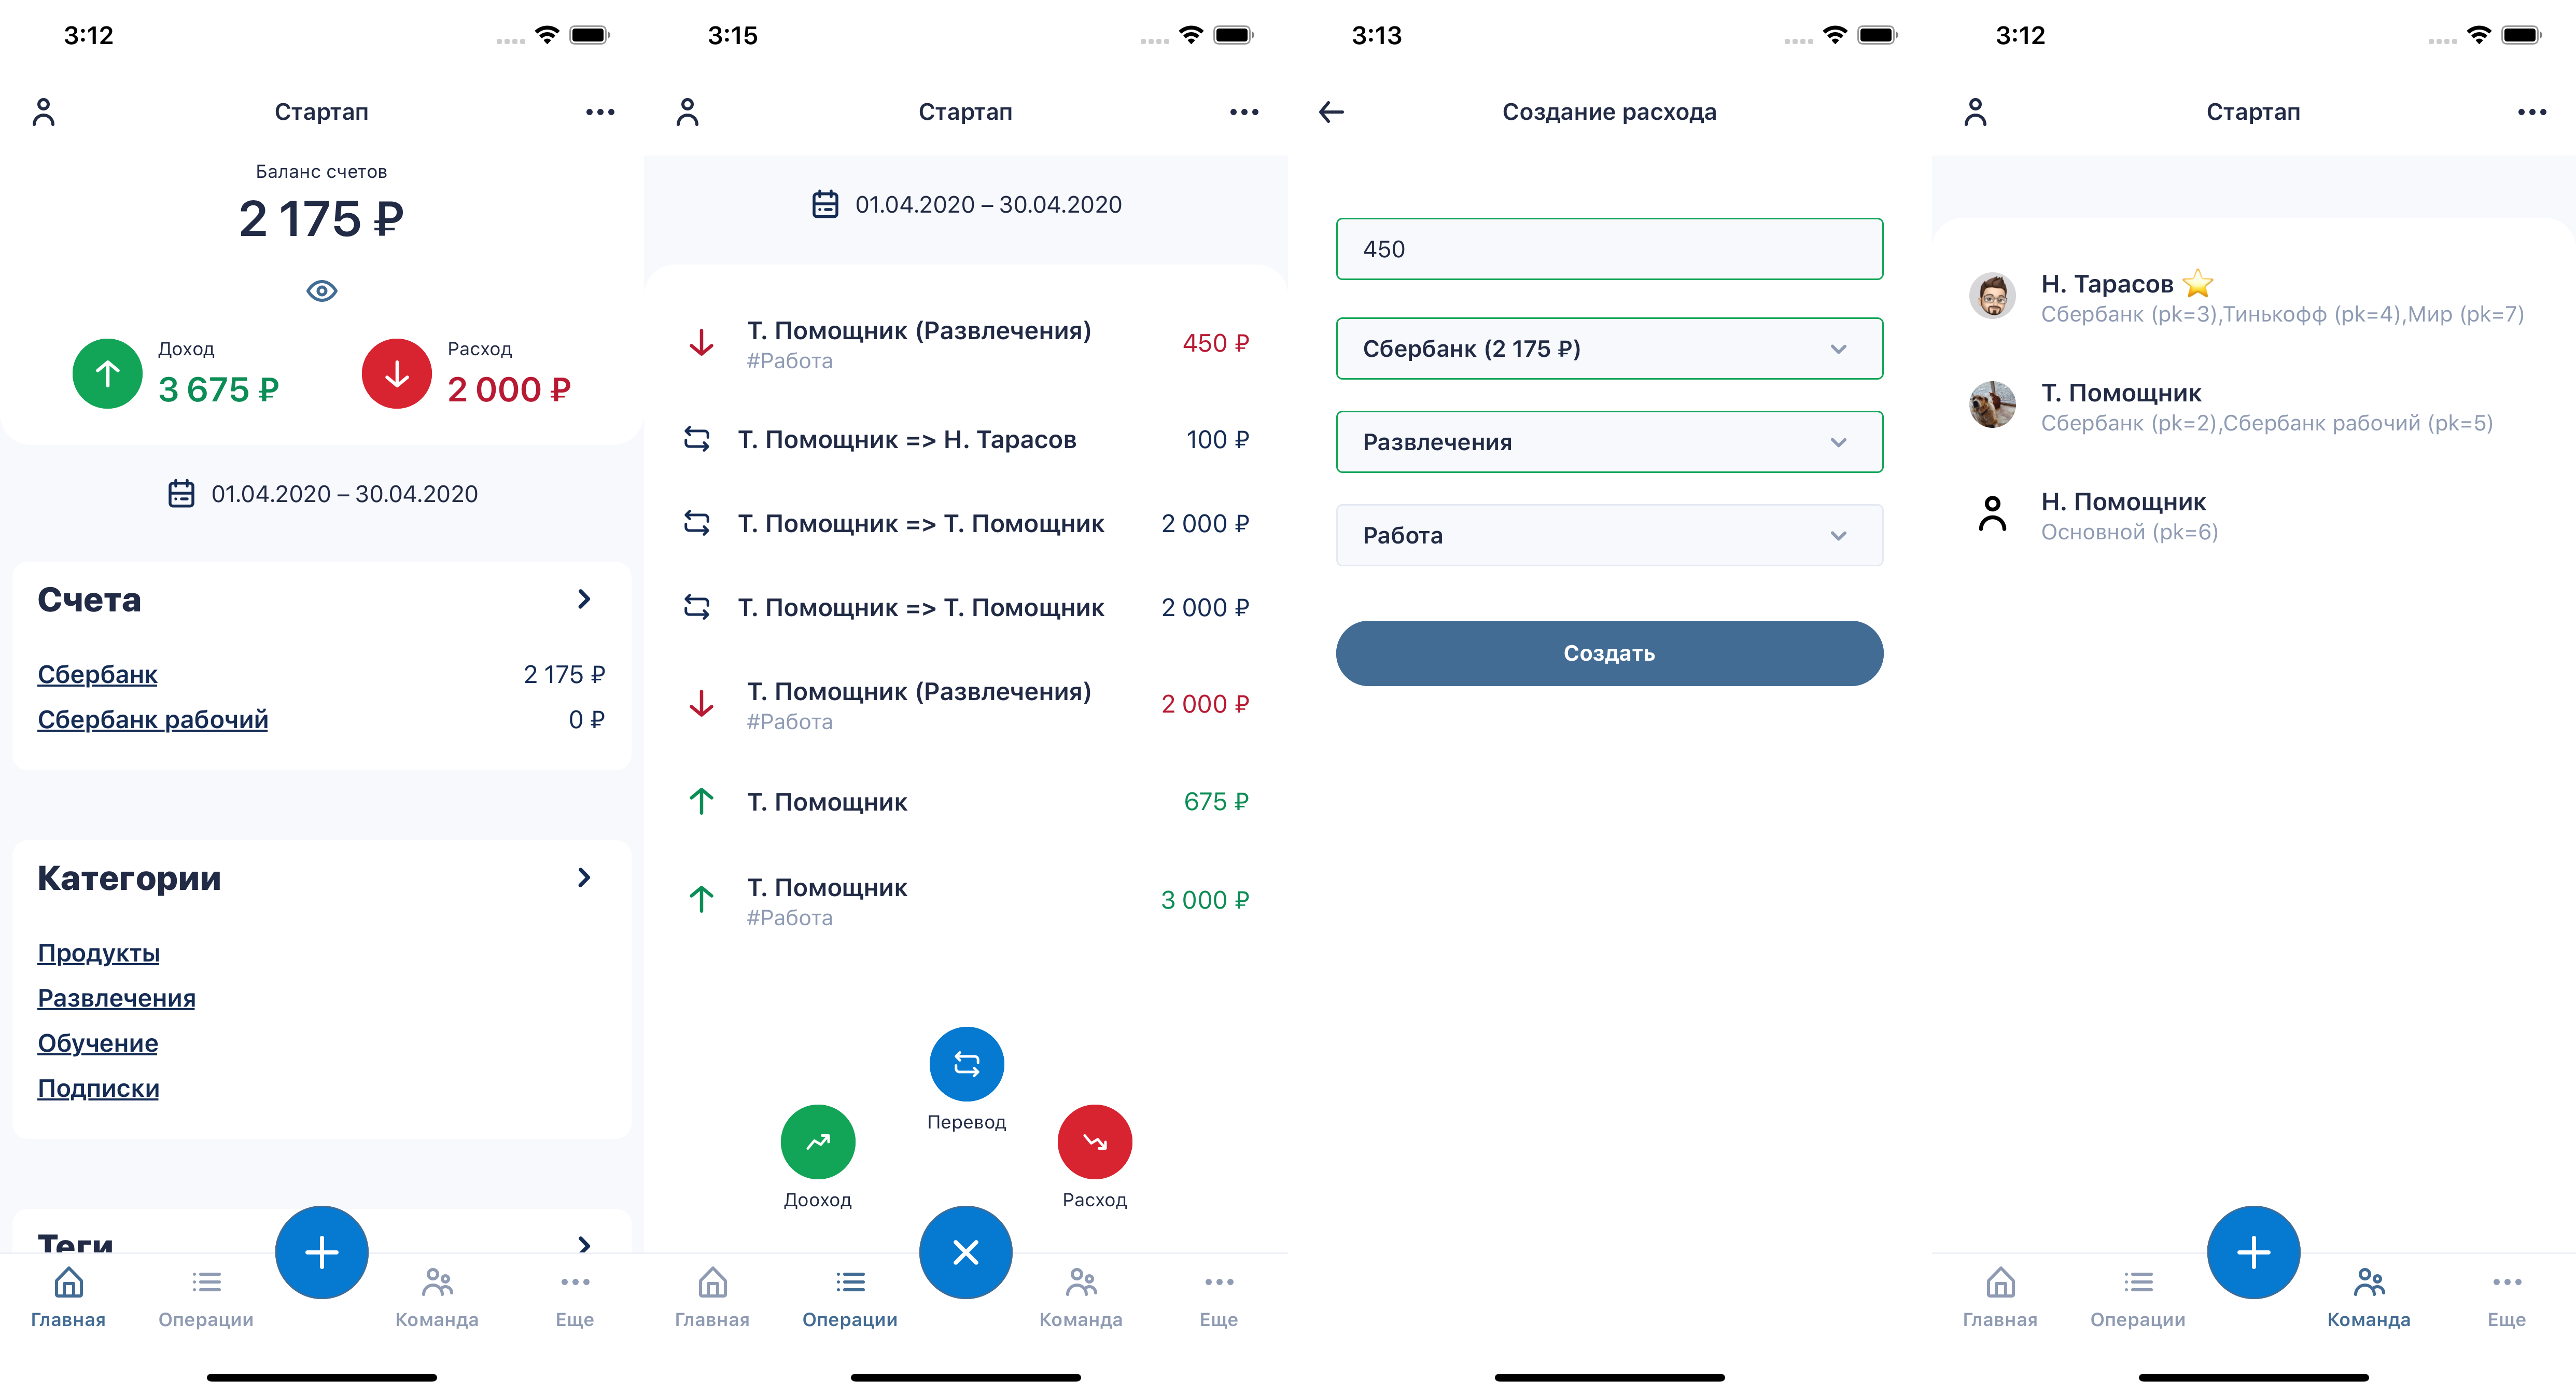 3:12
Стартап
Баланс счетов
2 175 ₽
Доход
3 675 ₽
Расход
2 000 ₽
01.04.2020 – 30.04.2020
Счета
Сбербанк 2 175 ₽
Сбербанк рабочий 0 ₽
Категории
Продукты
Развлечения
Обучение
Подписки
Теги
Главная Операции Команда Еще
3:15
Стартап
01.04.2020 – 30.04.2020
Т. Помощник (Развлечения) 450 ₽
#Работа
Т. Помощник => Н. Тарасов 100 ₽
Т. Помощник => Т. Помощник 2 000 ₽
Т. Помощник => Т. Помощник 2 000 ₽
Т. Помощник (Развлечения) 2 000 ₽
#Работа
Т. Помощник 675 ₽
Т. Помощник 3 000 ₽
#Работа
Перевод
Дооход Расход
Главная Операции Команда Еще
3:13
Создание расхода
450
Сбербанк (2 175 ₽)
Развлечения
Работа
Создать
3:12
Стартап
Н. Тарасов ⭐
Сбербанк (pk=3),Тинькофф (pk=4),Мир (pk=7)
Т. Помощник
Сбербанк (pk=2),Сбербанк рабочий (pk=5)
Н. Помощник
Основной (pk=6)
Главная Операции Команда Еще